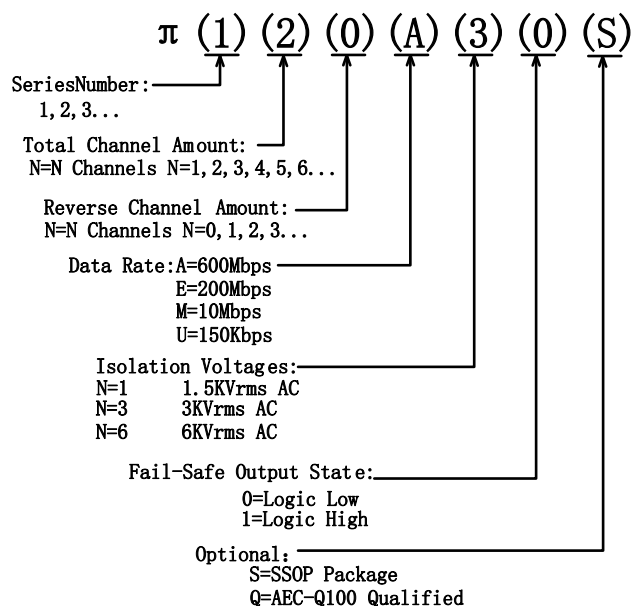 π (1) (2) (0) (A) (3) (0) (S)
SeriesNumber:
1,2,3...
Total Channel Amount:
N=N Channels N=1,2,3,4,5,6...
Reverse Channel Amount:
N=N Channels N=0,1,2,3...
Data Rate:A=600Mbps
E=200Mbps
M=10Mbps
U=150Kbps
Isolation Voltages:
N=1 1.5KVrms AC
N=3 3KVrms AC
N=6 6KVrms AC
Fail-Safe Output State:
0=Logic Low
1=Logic High
Optional:
S=SSOP Package
Q=AEC-Q100 Qualified